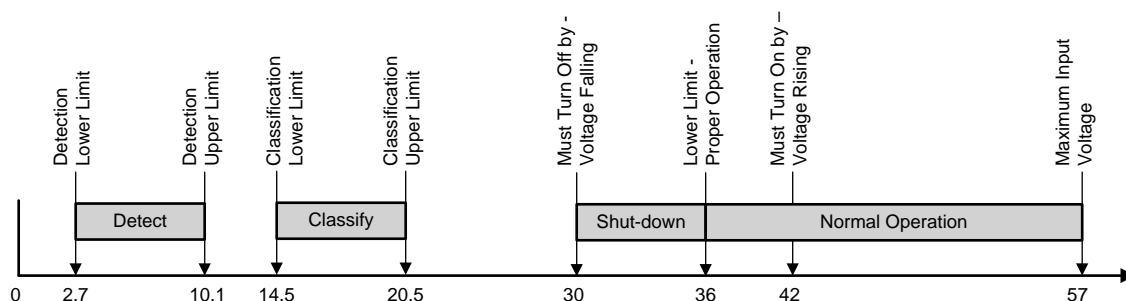 Detection
Lower Limit
Detection
Upper Limit
Classification
Lower Limit
Classification
Upper Limit
Must Turn Off by -
Voltage Falling
Lower Limit -
Proper Operation
Must Turn On by –
Voltage Rising
Maximum Input
Voltage
Detect
Classify
Shut-down
Normal Operation
0
2.7
10.1
14.5
20.5
30
36
42
57